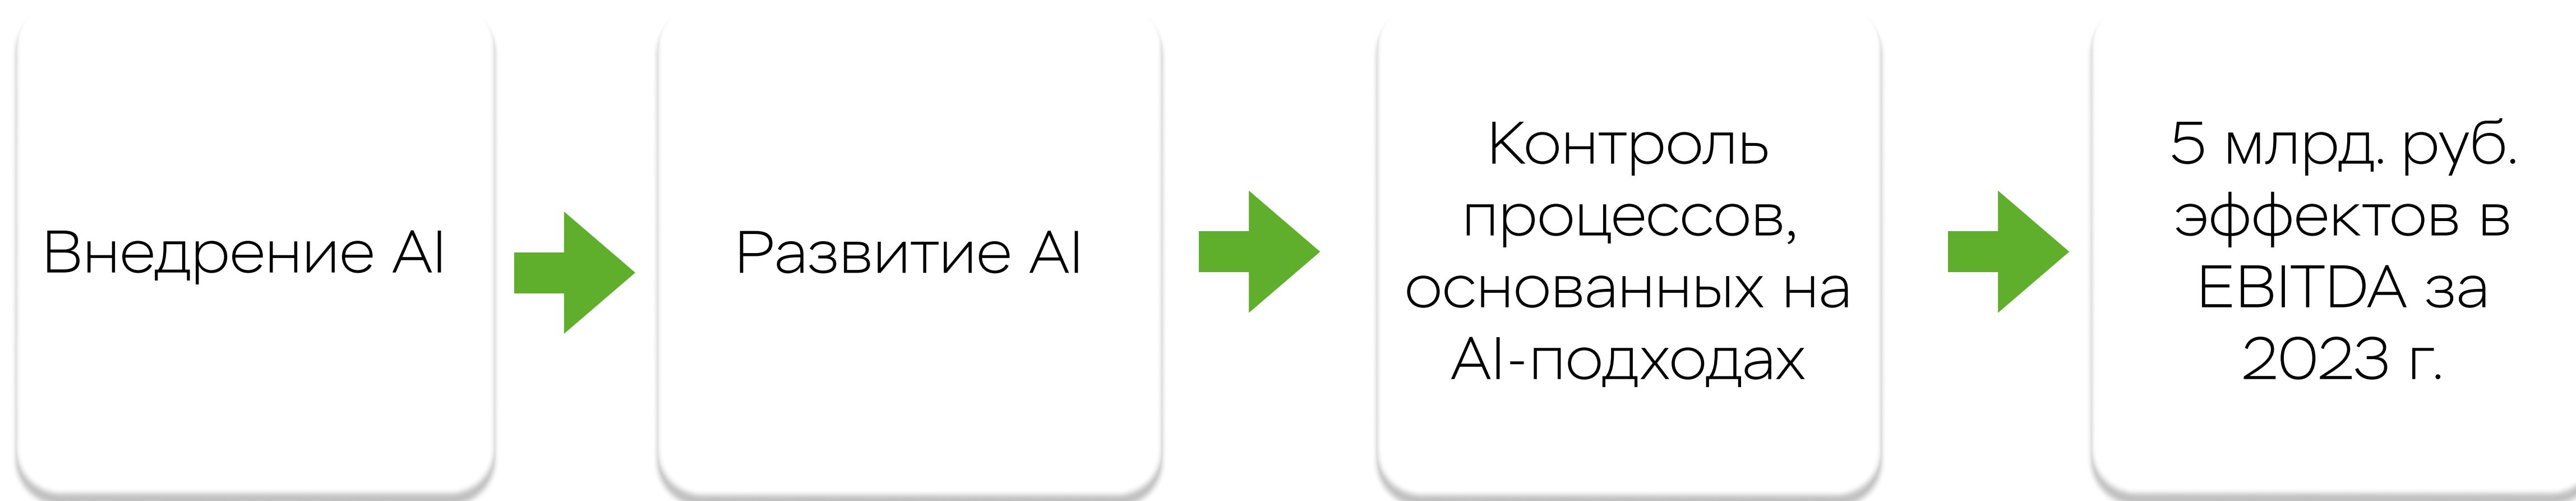 Внедрение AI
Развитие AI
Контроль
процессов,
основанных на
AI-подходах
5 млрд. руб.
эффектов в
EBITDA за
2023 г.